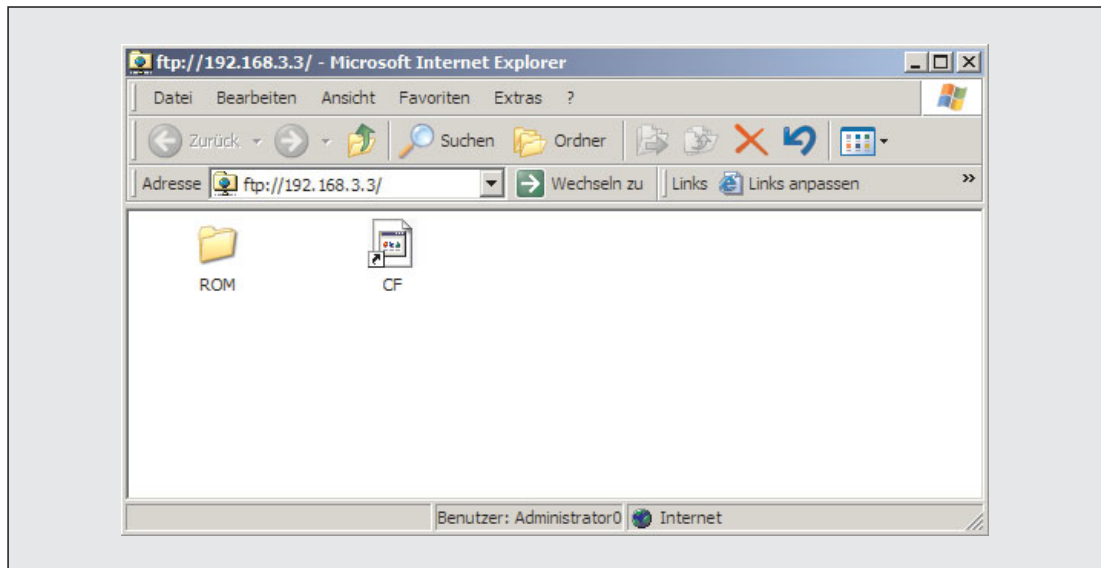 ftp://192.168.3.3/ - Microsoft Internet Explorer
Datei Bearbeiten Ansicht Favoriten Extras ?
Zurück Suchen Ordner
Adresse ftp://192.168.3.3/ Wechseln zu Links Links anpassen »
ROM CF
Benutzer: Administrator0 Internet